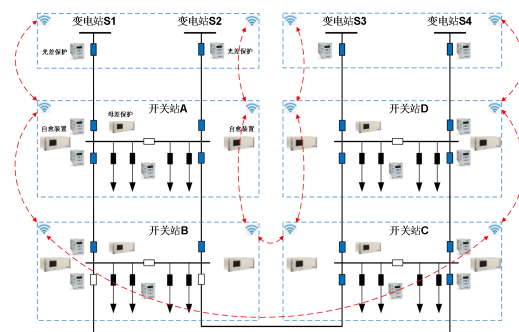 变电站S1
变电站S2
变电站S3
变电站S4
光差保护
光差保护
开关站A
母差保护
开关站D
自愈装置
自愈装置
开关站B
开关站C